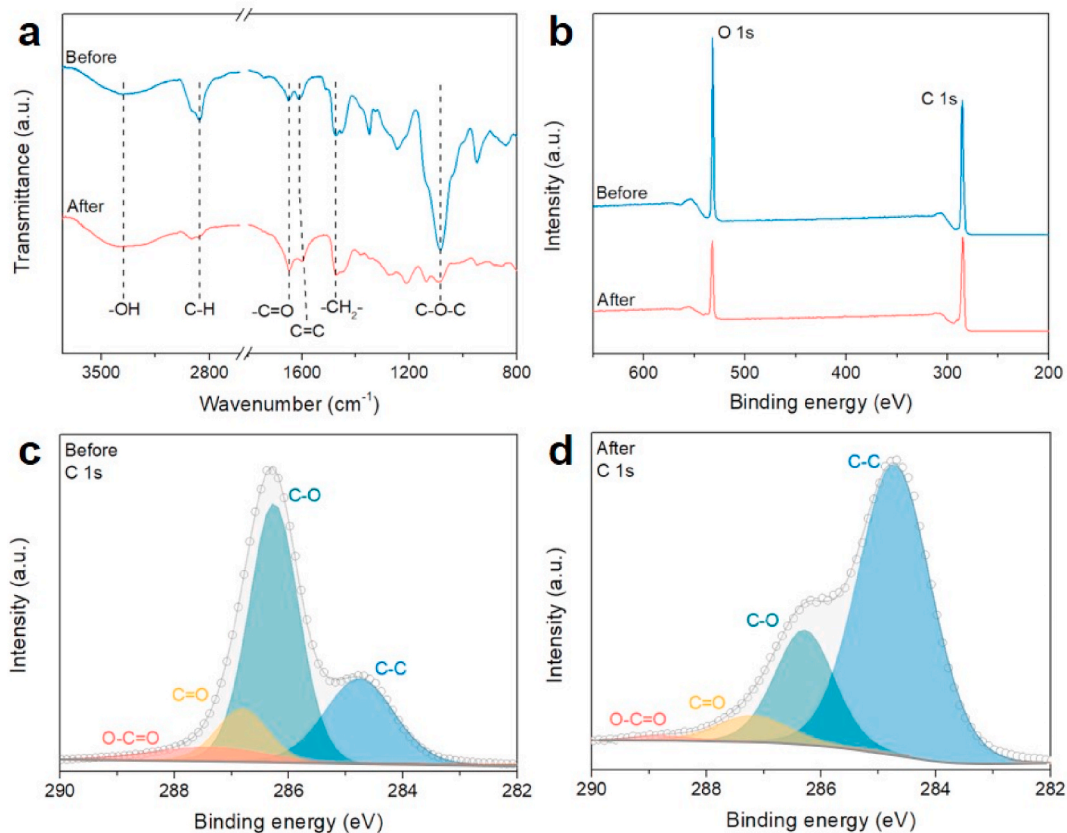 a
Before
After
-OH
C-H
-C=O
C=C
-CH₂-
C-O-C
3500
2800
1600
1200
800
Transmittance (a.u.)
Wavenumber (cm⁻¹)
b
O 1s
C 1s
Before
After
600
500
400
300
200
Intensity (a.u.)
Binding energy (eV)
c
Before
C 1s
C-O
C-C
C=O
O-C=O
290
288
286
284
282
Intensity (a.u.)
Binding energy (eV)
d
After
C 1s
C-C
C-O
C=O
O-C=O
290
288
286
284
282
Intensity (a.u.)
Binding energy (eV)